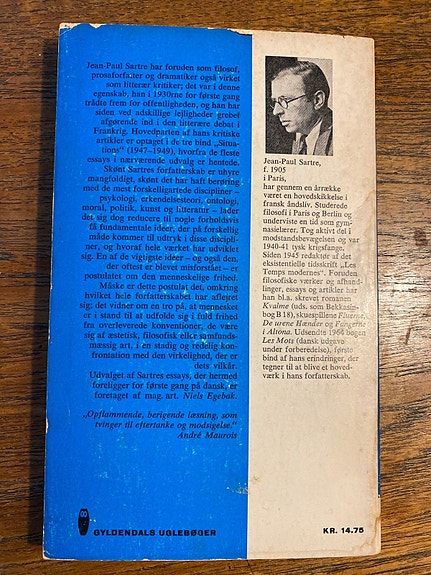 Jean-Paul Sartre har foruden som filosof,
prosaforfatter og dramatiker også virket
som litterær kritiker; det var i denne
egenskab, han i 1930rne for første gang
trådte frem for offentligheden, og han har
siden ved adskillige lejligheder grebet
afgørende ind i den litterære debat i
Frankrig. Hovedparten af hans kritiske
artikler er optaget i de tre bind „Situa-
tions" (1947–1949), hvorfra de fleste
essays i nærværende udvalg er hentede.
Skønt Sartres forfatterskab er uhyre
mangfoldigt, skønt det har haft berøring
med de mest forskelligartede discipliner –
psykologi, erkendelsesteori, ontologi,
moral, politik, kunst og litteratur – lader
det sig dog reducere til nogle forholdsvis
få fundamentale ideer, der på forskellig
måde kommer til udtryk i disse discipli-
ner, og hvoraf hele værket har udviklet
sig. En af de vigtigste ideer – og også den,
der oftest er blevet misforstået – er
postulatet om den menneskelige frihed.
Måske er dette postulat det, omkring
hvilket hele forfatterskabet har aflejret
sig; det vidner om en tro på, at mennesket
er i stand til at udfolde sig i fuld frihed
fra overleverede konventioner, de være
sig af æstetisk, filosofisk eller samfunds-
mæssig art, i en stadig og redelig kon-
frontation med den virkelighed, der er
dets vilkår.
Udvalget af Sartres essays, der hermed
foreligger for første gang på dansk, er
foretaget af mag. art. Niels Egebak.
„Opflammende, berigende læsning, som
tvinger til eftertanke og modsigelse."
André Maurois
GYLDENDALS UGLEBØGER
Jean-Paul Sartre,
f. 1905
i Paris,
har gennem en årrække
været en hovedskikkelse i
fransk åndsliv. Studerede
filosofi i Paris og Berlin og
underviste en tid som gym-
nasielærer. Tog aktivt del i
modstandsbevægelsen og var
1940-41 tysk krigsfange.
Siden 1945 redaktør af det
eksistentielle tidsskrift „Les
Temps modernes". Foruden
filosofiske værker og afhand-
linger, essays og artikler har
han bl.a. skrevet romanen
Kvalme (uds. som Bekkasin-
bog B 18), skuespillene Fluerne,
De urene Hænder og Fangerne
i Altona. Udsendte 1964 bogen
Les Mots (dansk udgave
under forberedelse), første
bind af hans erindringer, der
tegner til at blive et hoved-
værk i hans forfatterskab.
KR. 14.75